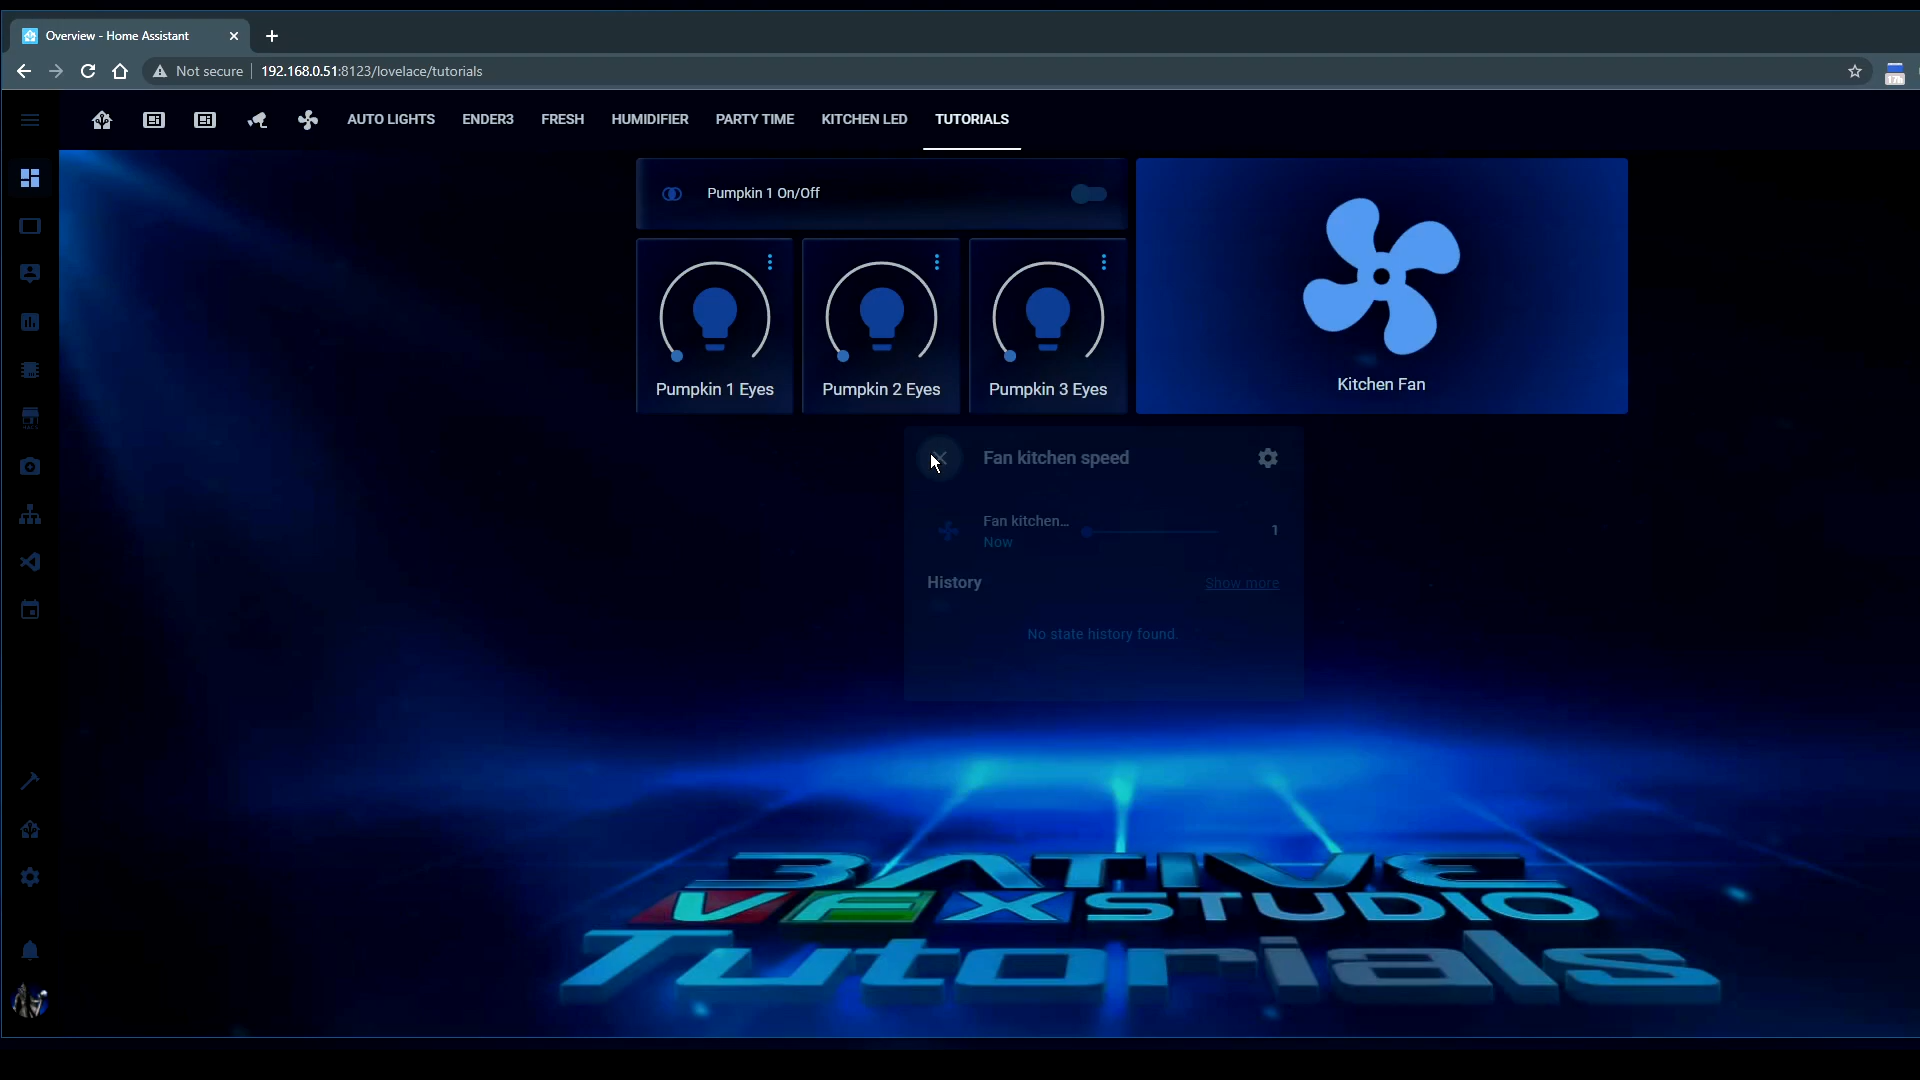 Overview - Home Assistant
Not secure
192.168.0.51:8123/lovelace/tutorials
17b
AUTO LIGHTS
ENDER3
FRESH
HUMIDIFIER
PARTY TIME
KITCHEN LED
TUTORIALS
Pumpkin 1 On/Off
Pumpkin 1 Eyes
Pumpkin 2 Eyes
Pumpkin 3 Eyes
Kitchen Fan
Fan kitchen speed
Fan kitchen…
Now
1
History
Show more
No state history found.
3ATIVE
VFX STUDIO
Tutorials